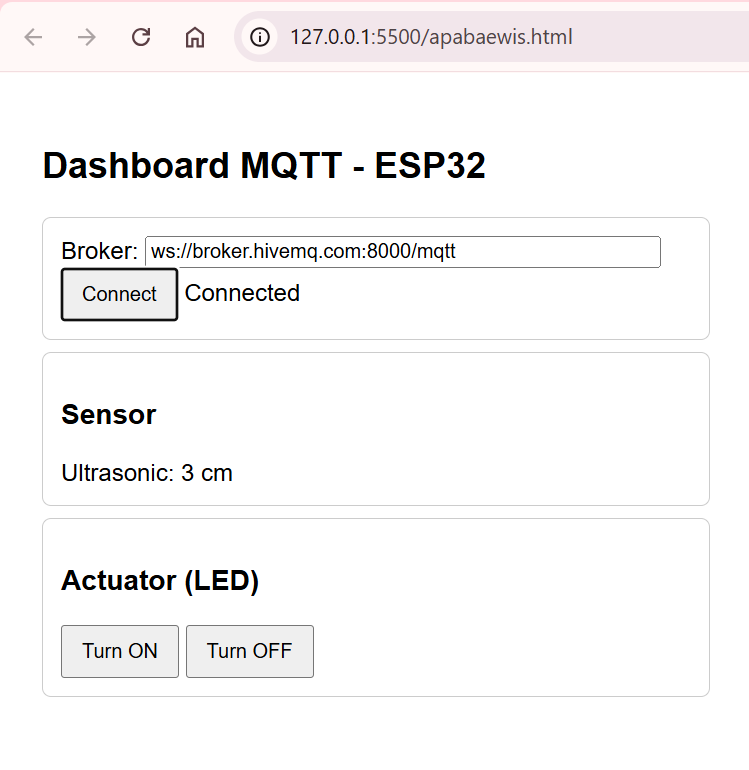 127.0.0.1:5500/apabaewis.html
Dashboard MQTT - ESP32
Broker: ws://broker.hivemq.com:8000/mqtt
Connect Connected
Sensor
Ultrasonic: 3 cm
Actuator (LED)
Turn ON Turn OFF